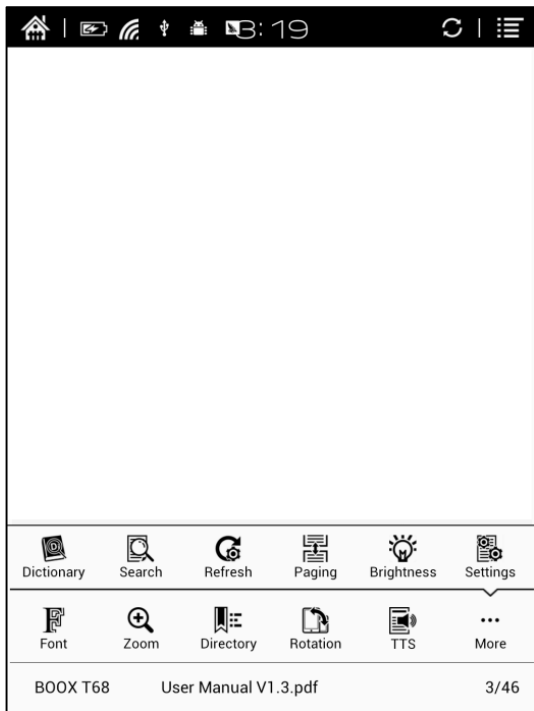 3:19
Dictionary Search Refresh Paging Brightness Settings
Font Zoom Directory Rotation TTS More
BOOX T68 User Manual V1.3.pdf 3/46